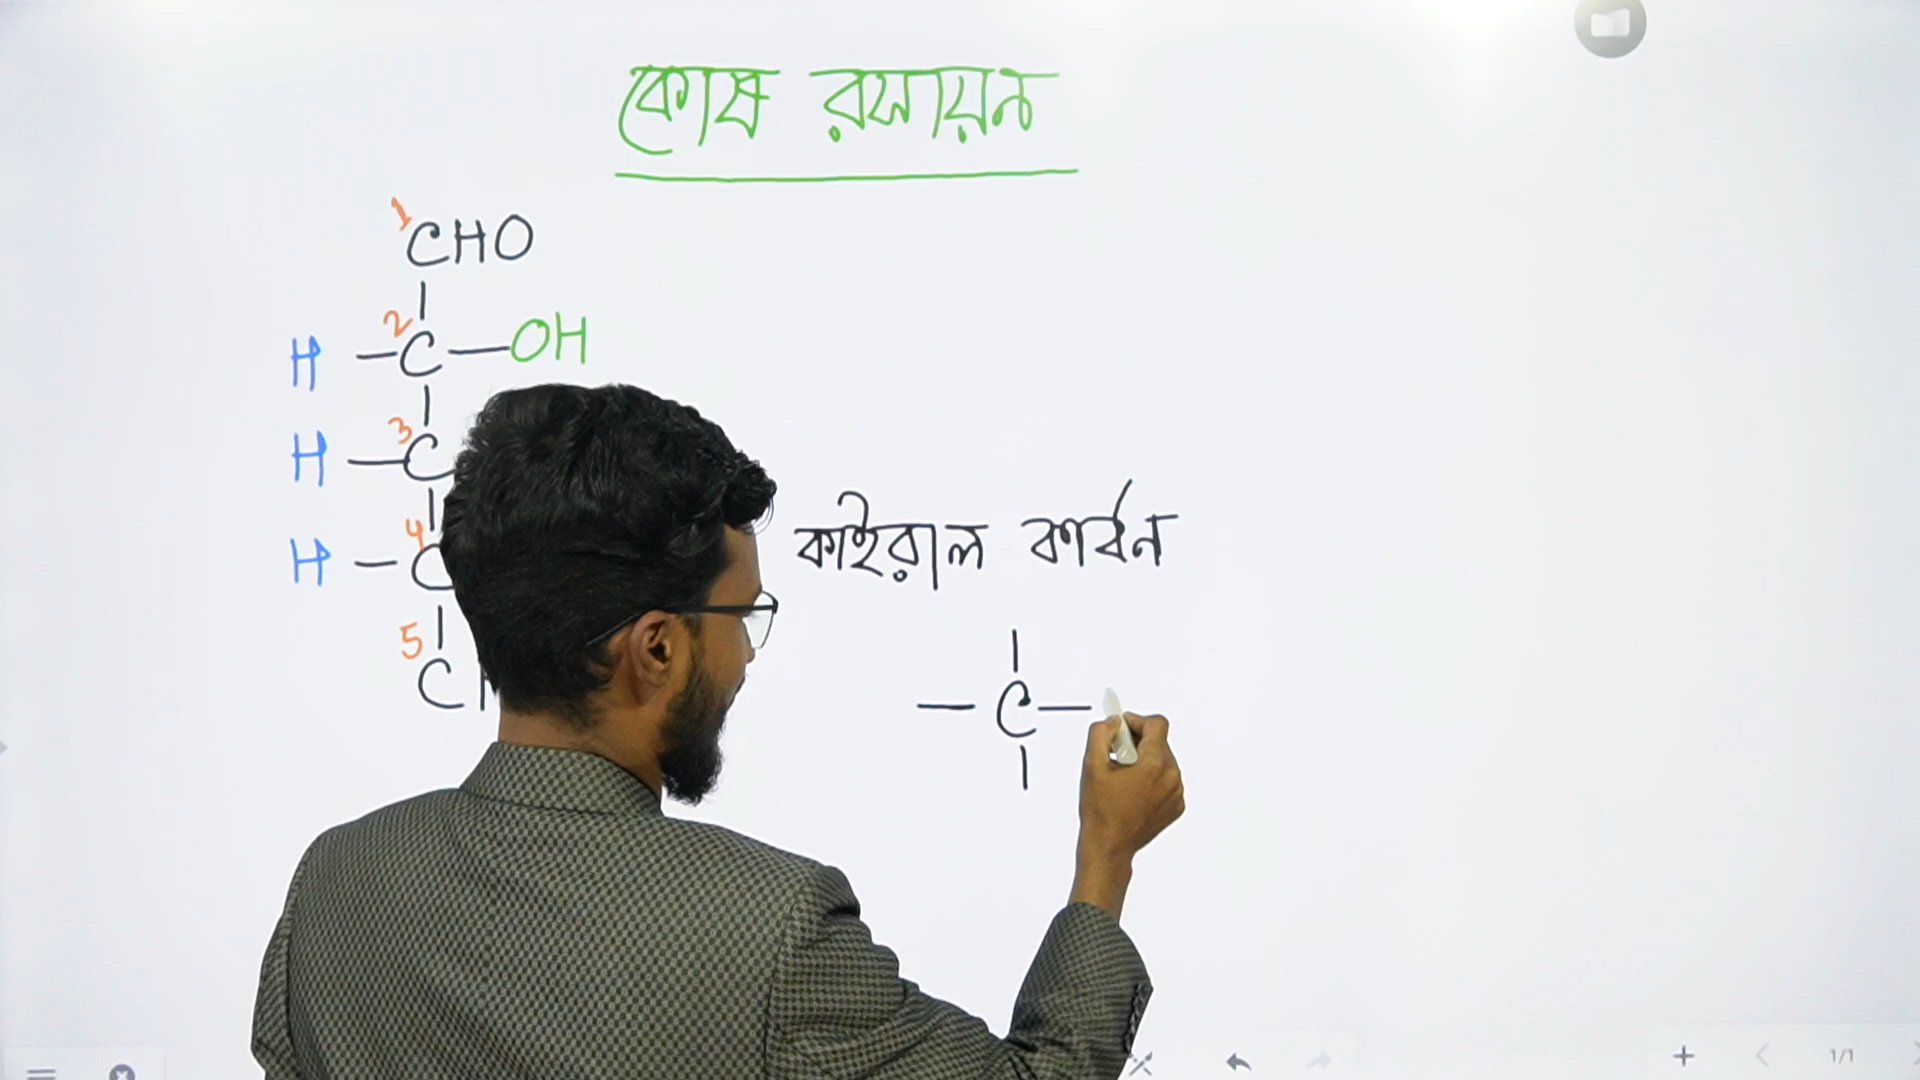 কোষ রসায়ন
1
CHO
2
H —C—OH
3
H —C
4
H —C
5
C
কাইরাল কার্বন
— C —
1/1